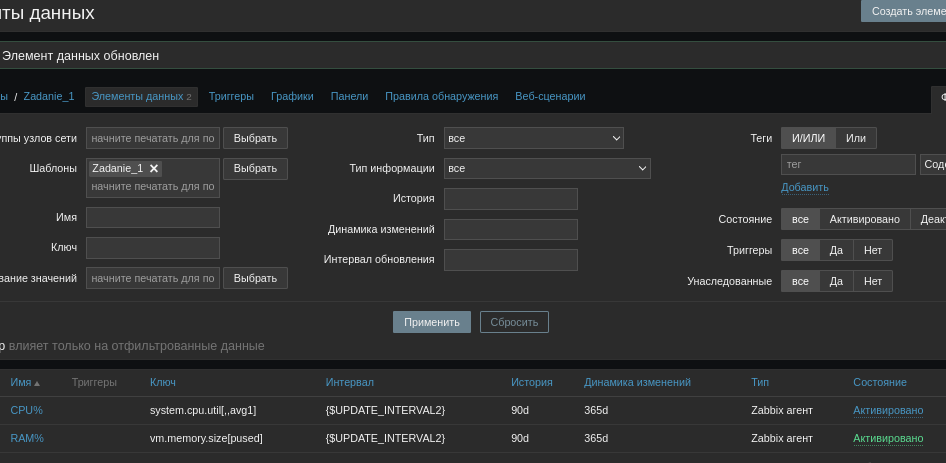 нты данных
Создать элеме
Элемент данных обновлен
ы / Zadanie_1 Элементы данных 2 Триггеры Графики Панели Правила обнаружения Веб-сценарии
уппы узлов сети начните печатать для по Выбрать Тип все Теги И/ИЛИ Или
тег Соде
Шаблоны Zadanie_1 Выбрать Тип информации все
начните печатать для по Добавить
История
Имя Состояние все Активировано Деак
Динамика изменений
Ключ Триггеры все Да Нет
Интервал обновления
вание значений начните печатать для по Выбрать Унаследованные все Да Нет
Применить Сбросить
р влияет только на отфильтрованные данные
Имя Триггеры Ключ Интервал История Динамика изменений Тип Состояние
CPU% system.cpu.util[,,avg1] {$UPDATE_INTERVAL2} 90d 365d Zabbix агент Активировано
RAM% vm.memory.size[pused] {$UPDATE_INTERVAL2} 90d 365d Zabbix агент Активировано